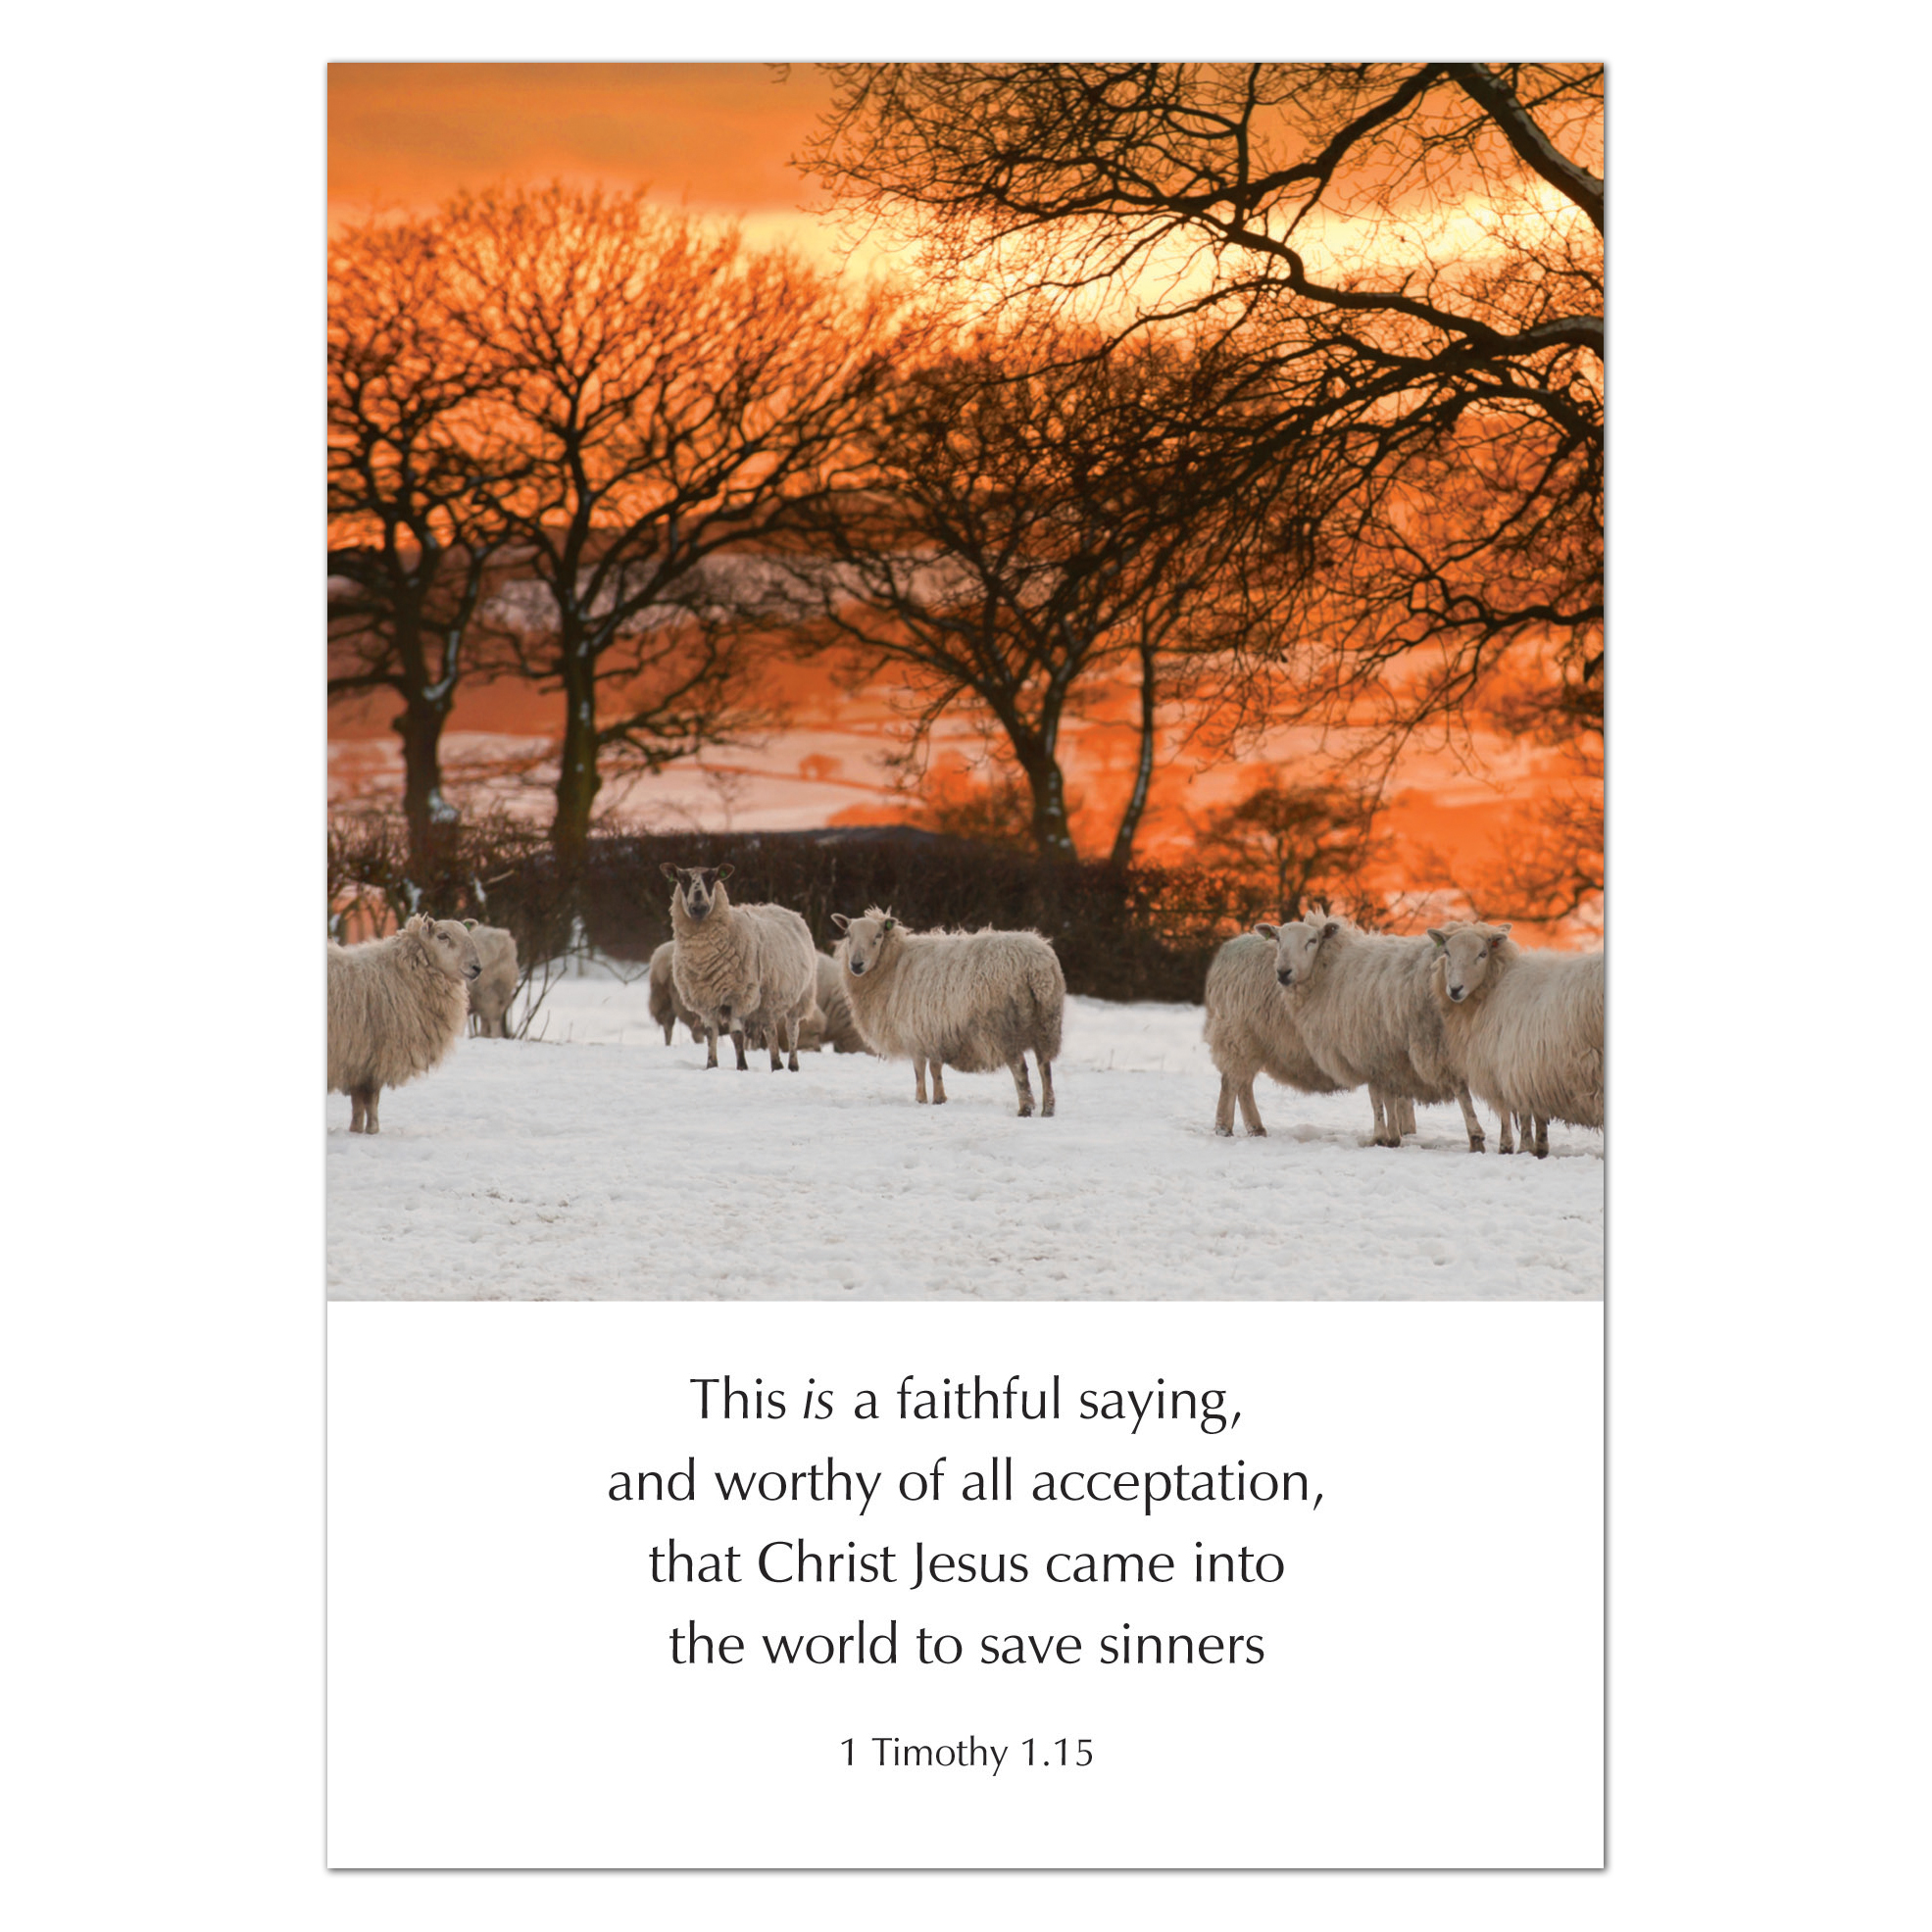 This is a faithful saying,
and worthy of all acceptation,
that Christ Jesus came into
the world to save sinners
1 Timothy 1.15